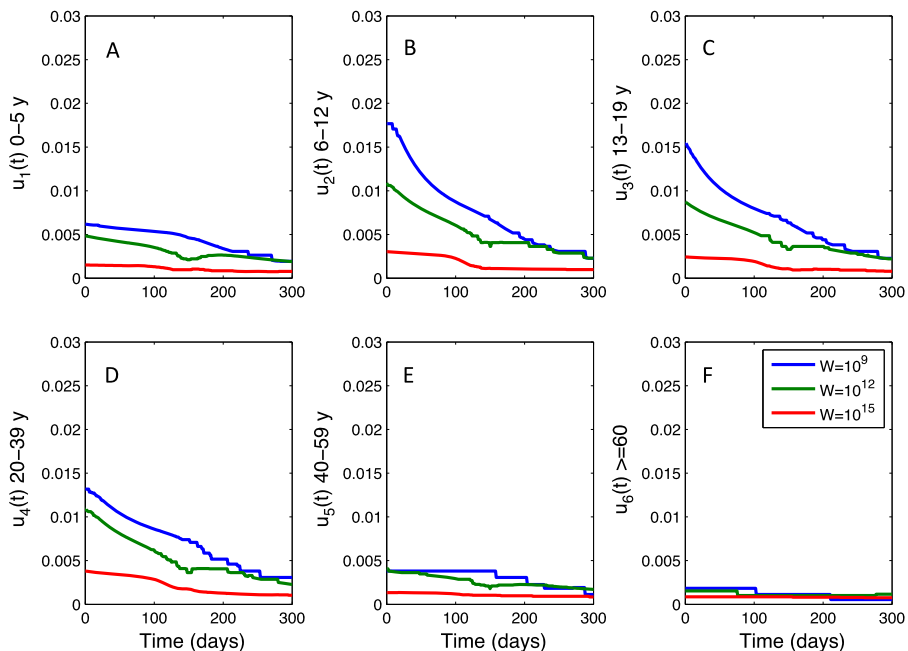 A
B
C
u1(t) 0−5 y
0.03
0.025
0.02
0.015
0.01
0.005
0
0 100 200 300
u2(t) 6−12 y
0.03
0.025
0.02
0.015
0.01
0.005
0
0 100 200 300
u3(t) 13−19 y
0.03
0.025
0.02
0.015
0.01
0.005
0
0 100 200 300
D
E
F
u4(t) 20−39 y
0.03
0.025
0.02
0.015
0.01
0.005
0
0 100 200 300
Time (days)
u5(t) 40−59 y
0.03
0.025
0.02
0.015
0.01
0.005
0
0 100 200 300
Time (days)
u6(t) >=60
0.03
0.025
0.02
0.015
0.01
0.005
0
0 100 200 300
Time (days)
W=10^9
W=10^12
W=10^15